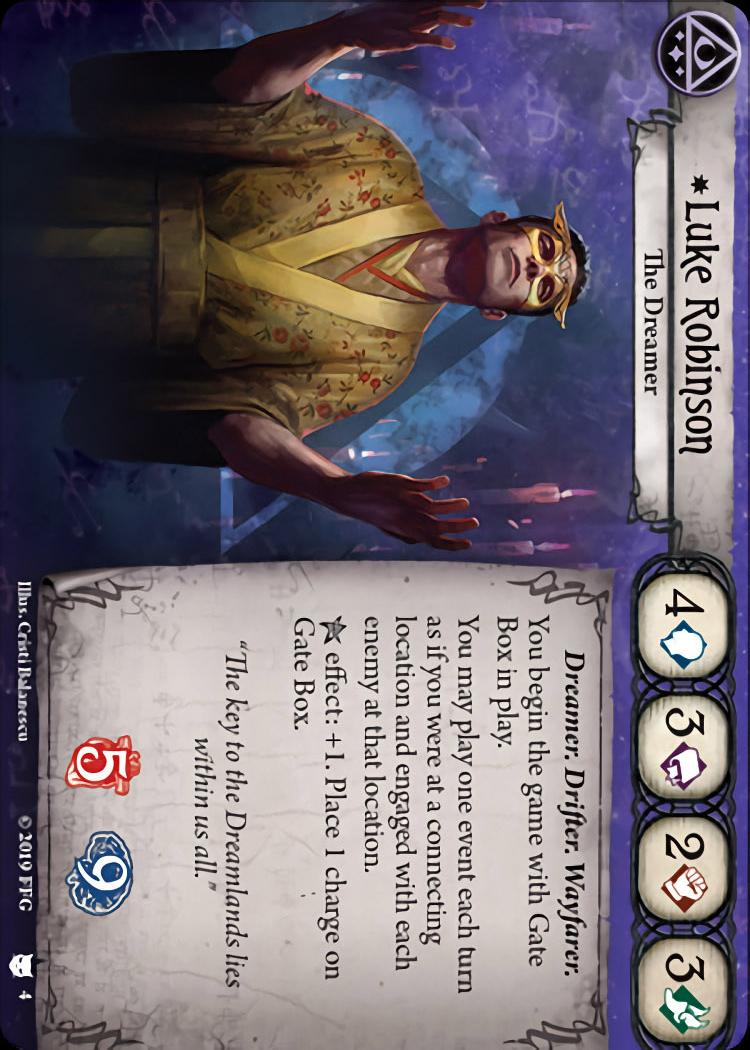 Luke Robinson
The Dreamer
4
3
2
3
Dreamer. Drifter. Wayfarer.
You begin the game with Gate
Box in play.
You may play one event each turn
as if you were at a connecting
location and engaged with each
enemy at that location.
effect: +1. Place 1 charge on
Gate Box.
“The key to the Dreamlands lies
within us all.”
5
9
Illus. Cristi Balanescu
© 2019 FFG
4